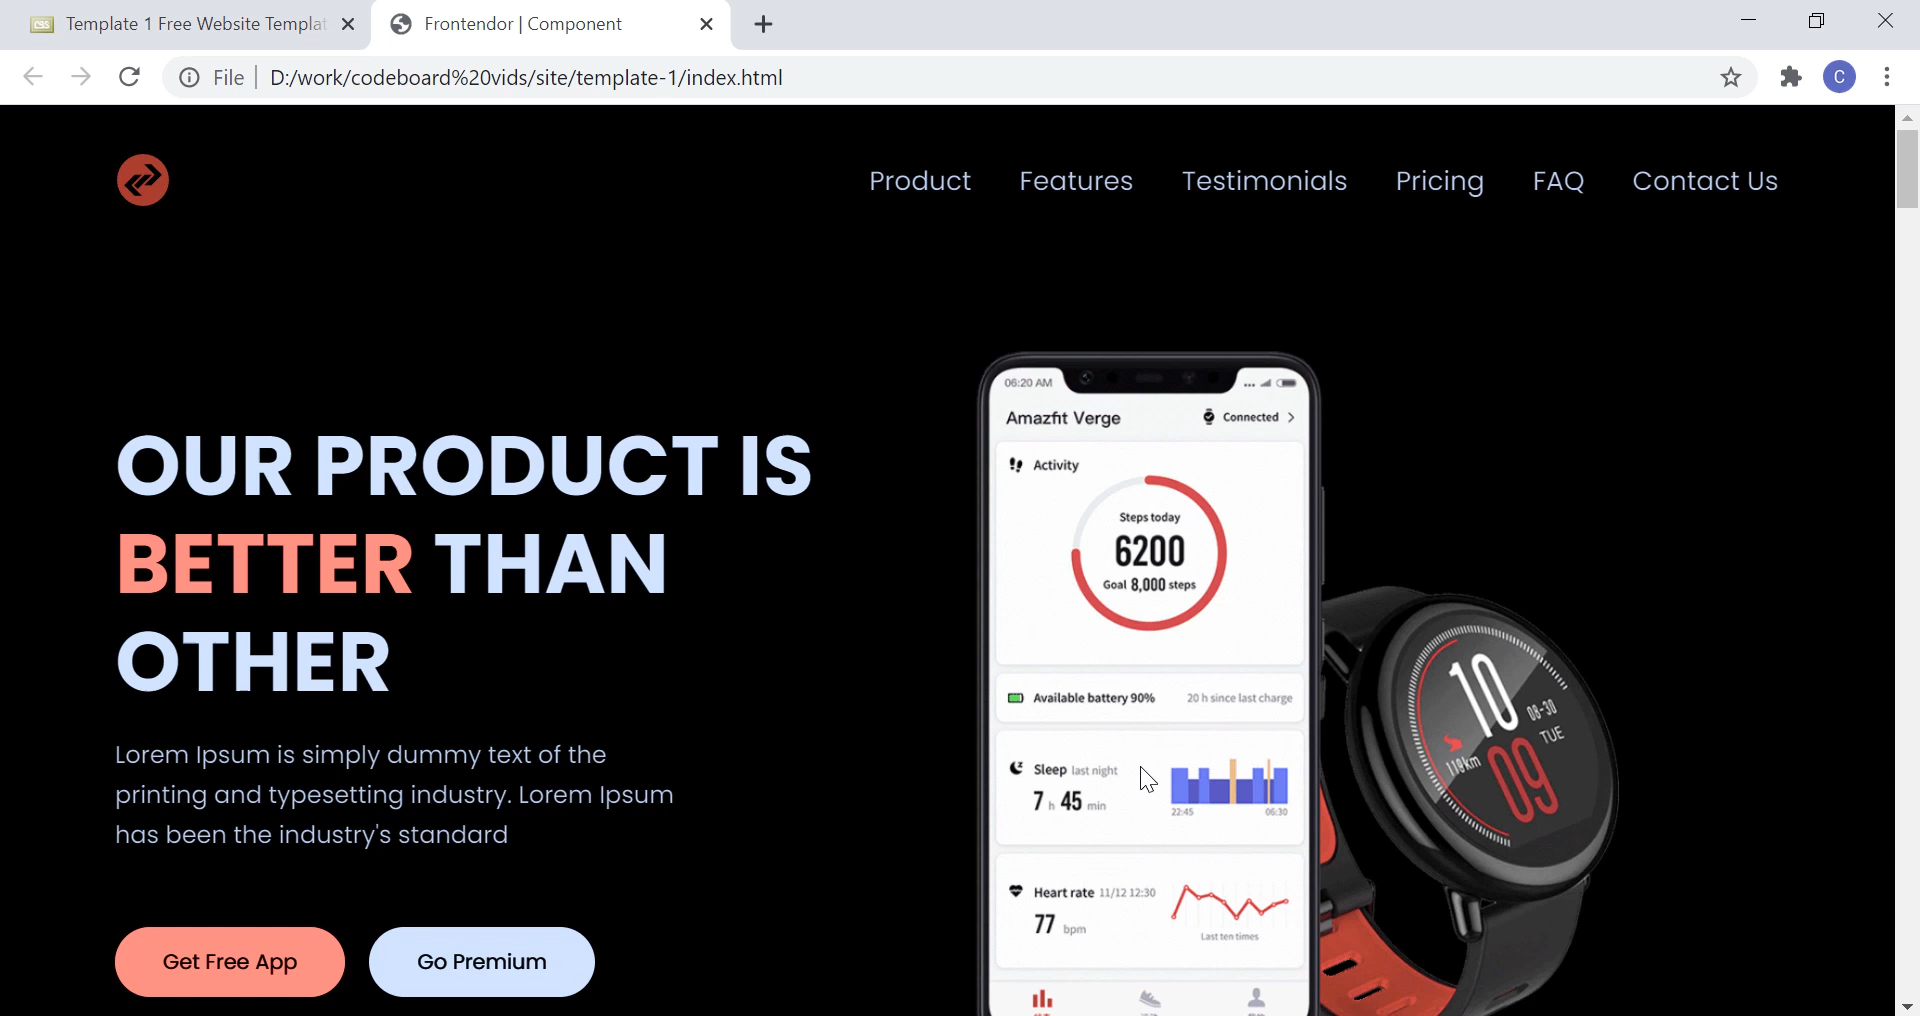 Template 1 Free Website Templat
Frontendor | Component
File
D:/work/codeboard%20vids/site/template-1/index.html
C
Product
Features
Testimonials
Pricing
FAQ
Contact Us
OUR PRODUCT IS
BETTER THAN
OTHER
Lorem Ipsum is simply dummy text of the
printing and typesetting industry. Lorem Ipsum
has been the industry's standard
Get Free App
Go Premium
06:20 AM
Amazfit Verge
Connected
Activity
Steps today
6200
Goal 8,000 steps
Available battery 90%
20 h since last charge
Sleep last night
7 h 45 min
22:45
06:30
Heart rate 11/12 12:30
77 bpm
Last ten times
10
08-30
TUE
119km
09